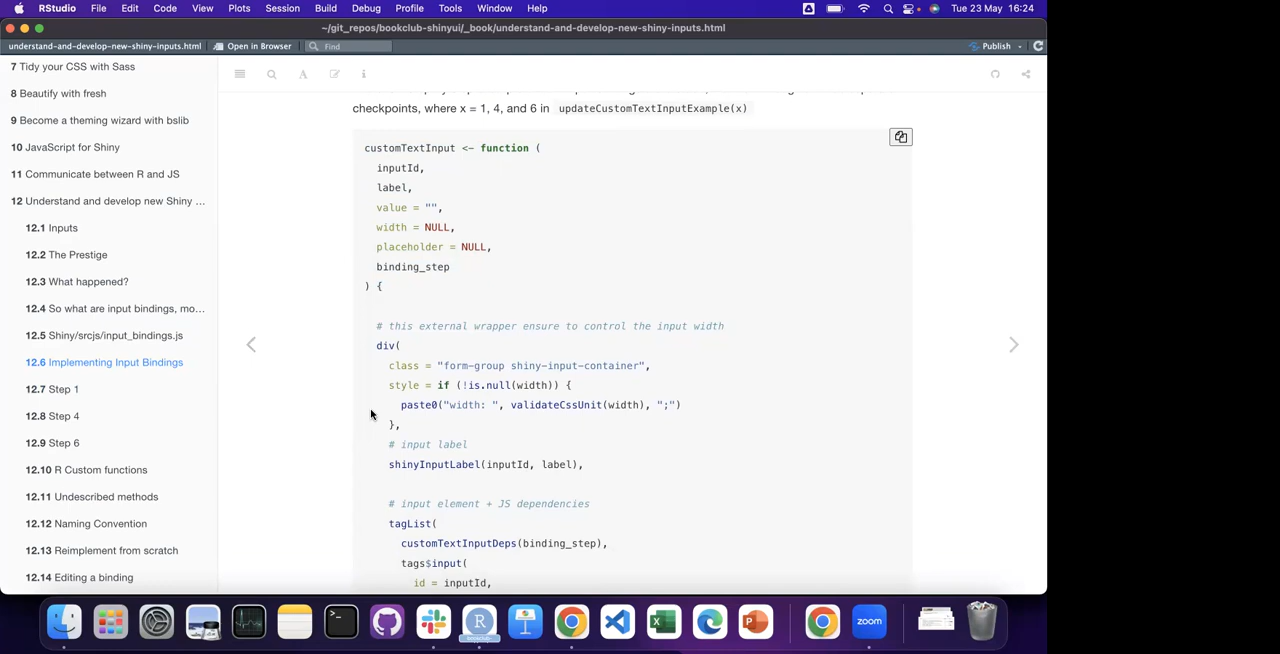 RStudio File Edit Code View Plots Session Build Debug Profile Tools Window Help Tue 23 May 16:24
~/git_repos/bookclub-shinyui/_book/understand-and-develop-new-shiny-inputs.html
understand-and-develop-new-shiny-inputs.html Open in Browser Find Publish
7 Tidy your CSS with Sass
8 Beautify with fresh
9 Become a theming wizard with bslib
10 JavaScript for Shiny
11 Communicate between R and JS
12 Understand and develop new Shiny ...
12.1 Inputs
12.2 The Prestige
12.3 What happened?
12.4 So what are input bindings, mo...
12.5 Shiny/srcjs/input_bindings.js
12.6 Implementing Input Bindings
12.7 Step 1
12.8 Step 4
12.9 Step 6
12.10 R Custom functions
12.11 Undescribed methods
12.12 Naming Convention
12.13 Reimplement from scratch
12.14 Editing a binding
checkpoints, where x = 1, 4, and 6 in updateCustomTextInputExample(x)
customTextInput <- function (
inputId,
label,
value = "",
width = NULL,
placeholder = NULL,
binding_step
) {
# this external wrapper ensure to control the input width
div(
class = "form-group shiny-input-container",
style = if (!is.null(width)) {
paste0("width: ", validateCssUnit(width), ";")
},
# input label
shinyInputLabel(inputId, label),
# input element + JS dependencies
tagList(
customTextInputDeps(binding_step),
tags$input(
id = inputId,
zoom